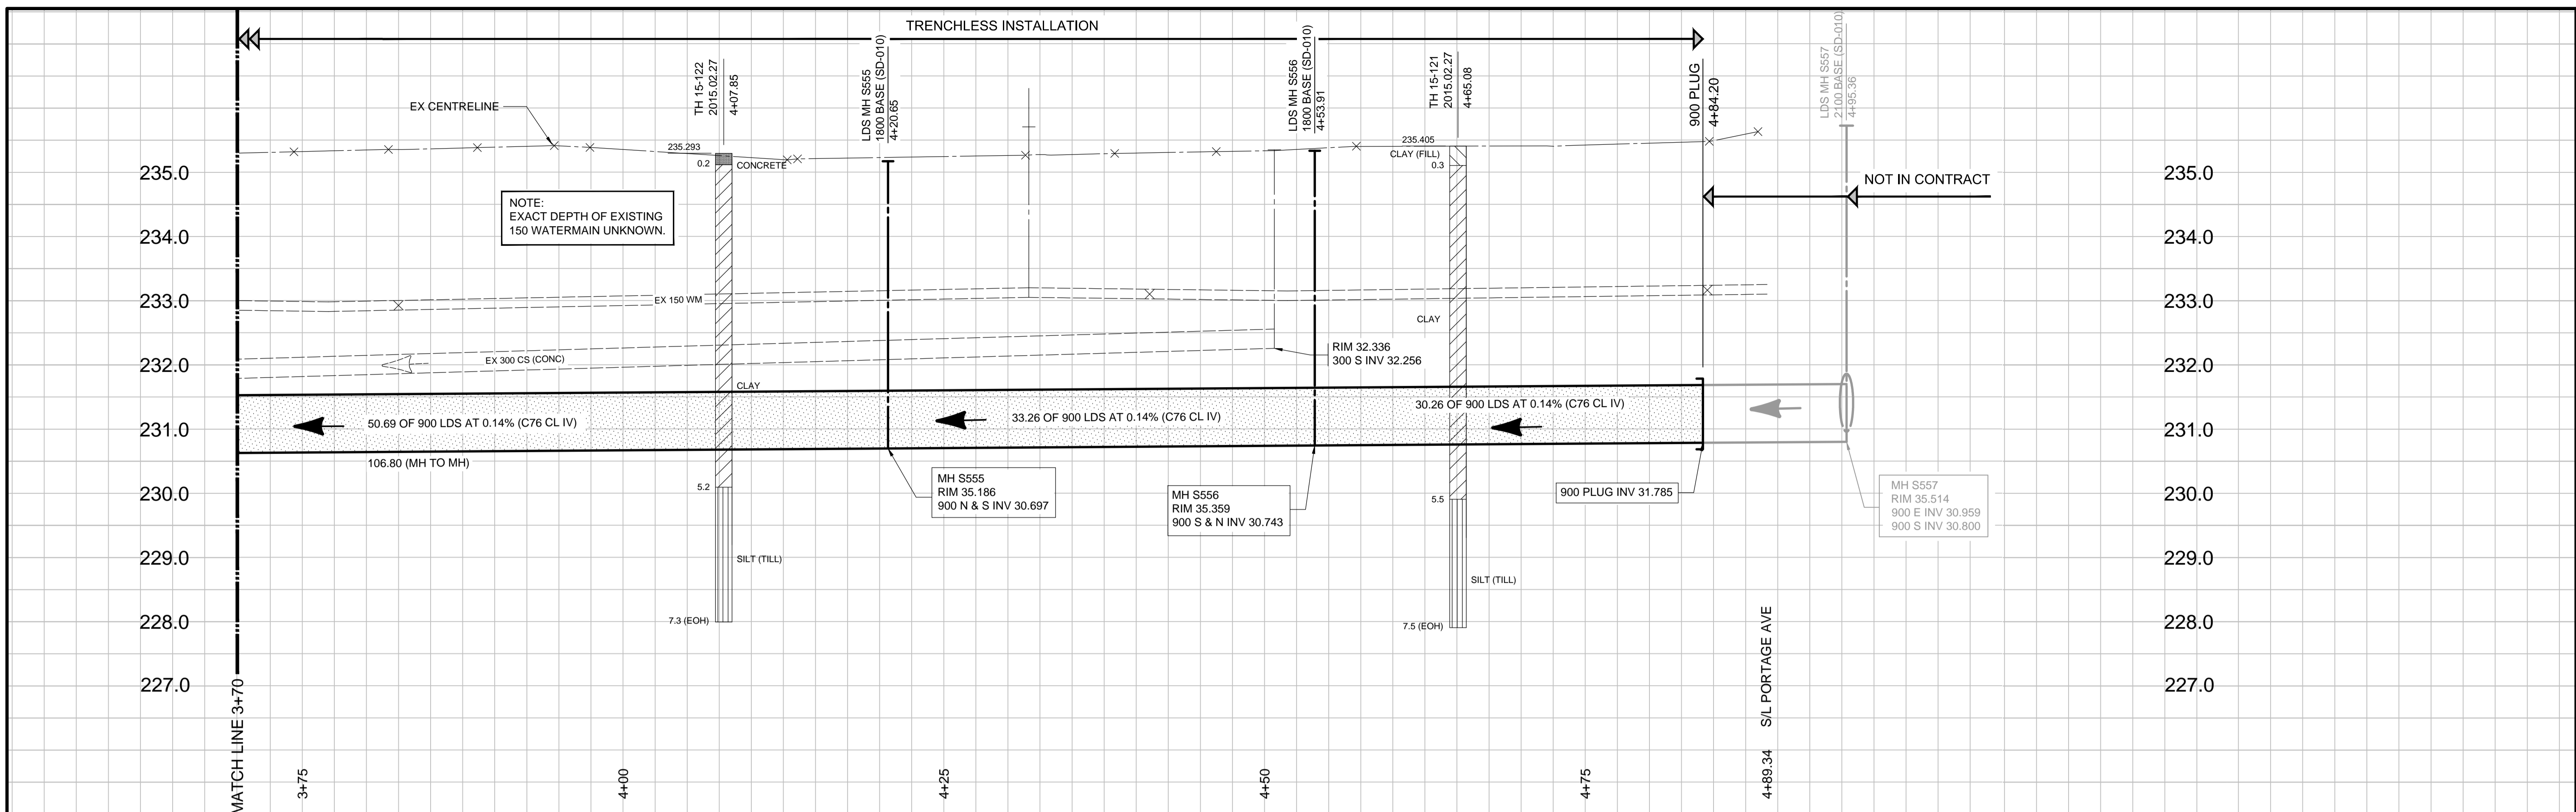 TRENCHLESS INSTALLATION
TH 15-122
2015.02.27
4+07.85
LDS MH S555
1800 BASE (SD-010)
4+20.65
LDS MH S556
1800 BASE (SD-010)
4+53.91
TH 15-121
2015.02.27
4+65.08
900 PLUG
4+84.20
LDS MH S557
2100 BASE (SD-010)
4+95.36
EX CENTRELINE
235.293
0.2
CONCRETE
235.405
CLAY (FILL)
0.3
235.0
235.0
NOT IN CONTRACT
NOTE:
EXACT DEPTH OF EXISTING
150 WATERMAIN UNKNOWN.
234.0
234.0
233.0
EX 150 WM
233.0
CLAY
232.0
EX 300 CS (CONC)
RIM 32.336
300 S INV 32.256
232.0
CLAY
231.0
50.69 OF 900 LDS AT 0.14% (C76 CL IV)
33.26 OF 900 LDS AT 0.14% (C76 CL IV)
30.26 OF 900 LDS AT 0.14% (C76 CL IV)
231.0
106.80 (MH TO MH)
230.0
5.2
MH S555
RIM 35.186
900 N & S INV 30.697
MH S556
RIM 35.359
900 S & N INV 30.743
5.5
900 PLUG INV 31.785
MH S557
RIM 35.514
900 E INV 30.959
900 S INV 30.800
230.0
229.0
SILT (TILL)
SILT (TILL)
229.0
228.0
7.3 (EOH)
7.5 (EOH)
228.0
227.0
227.0
MATCH LINE 3+70
3+75
4+00
4+25
4+50
4+75
4+89.34 S/L PORTAGE AVE